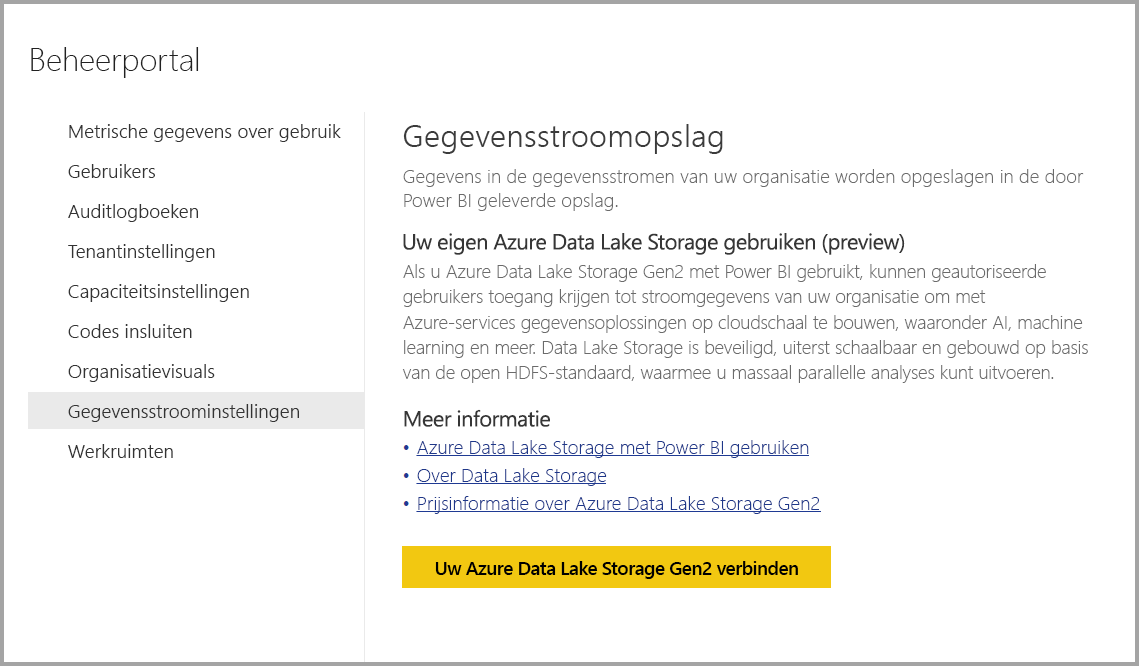 Beheerportal
Metrische gegevens over gebruik
Gebruikers
Auditlogboeken
Tenantinstellingen
Capaciteitsinstellingen
Codes insluiten
Organisatievisuals
Gegevensstroominstellingen
Werkruimten
Gegevensstroomopslag
Gegevens in de gegevensstromen van uw organisatie worden opgeslagen in de door
Power BI geleverde opslag.
Uw eigen Azure Data Lake Storage gebruiken (preview)
Als u Azure Data Lake Storage Gen2 met Power BI gebruikt, kunnen geautoriseerde
gebruikers toegang krijgen tot stroomgegevens van uw organisatie om met
Azure-services gegevensoplossingen op cloudschaal te bouwen, waaronder AI, machine
learning en meer. Data Lake Storage is beveiligd, uiterst schaalbaar en gebouwd op basis
van de open HDFS-standaard, waarmee u massaal parallelle analyses kunt uitvoeren.
Meer informatie
• Azure Data Lake Storage met Power BI gebruiken
• Over Data Lake Storage
• Prijsinformatie over Azure Data Lake Storage Gen2
Uw Azure Data Lake Storage Gen2 verbinden